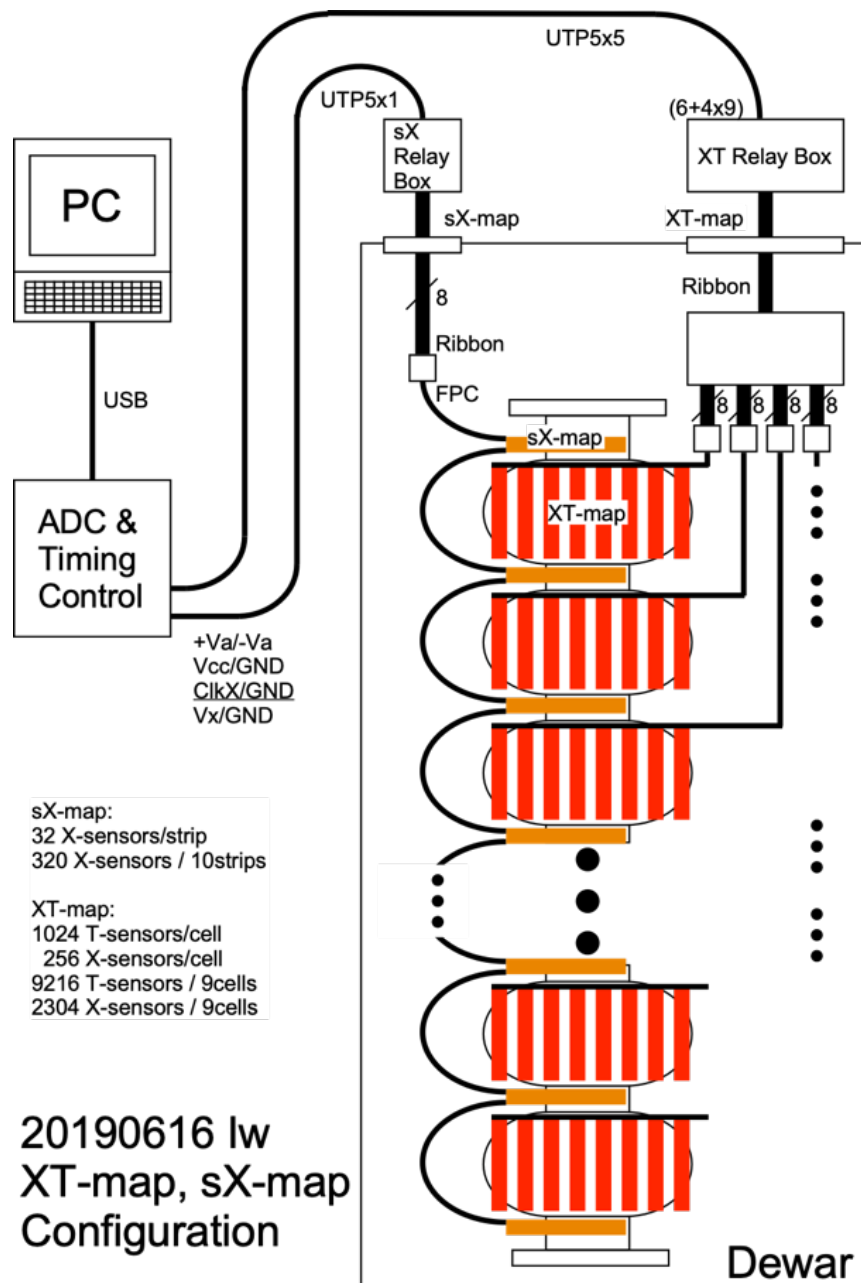 UTP5x5
UTP5x1
(6+4x9)
sX
Relay
Box
XT Relay Box
PC
sX-map
XT-map
8
Ribbon
Ribbon
FPC
USB
8
8
8
8
sX-map
XT-map
ADC &
Timing
Control
+Va/-Va
Vcc/GND
ClkX/GND
Vx/GND
sX-map:
32 X-sensors/strip
320 X-sensors / 10strips
XT-map:
1024 T-sensors/cell
256 X-sensors/cell
9216 T-sensors / 9cells
2304 X-sensors / 9cells
20190616 lw
XT-map, sX-map
Configuration
Dewar